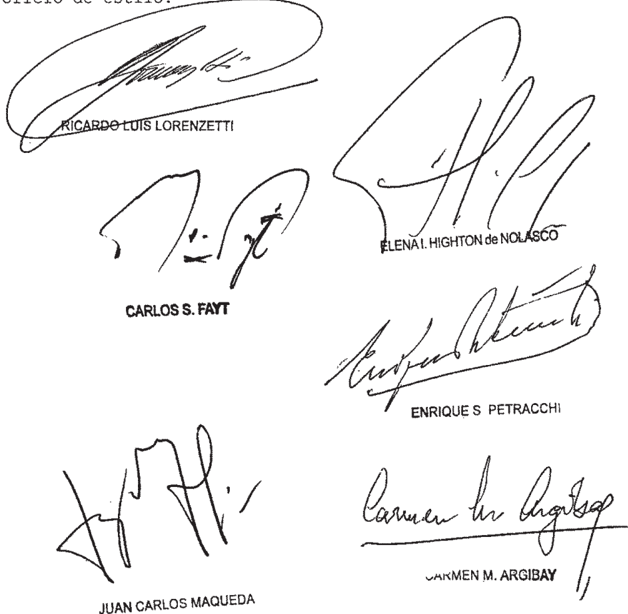 oficio de estilo.
RICARDO LUIS LORENZETTI
ELENA I. HIGHTON de NOLASCO
CARLOS S. FAYT
ENRIQUE S PETRACCHI
Carmen M Argibay
JUAN CARLOS MAQUEDA
CARMEN M. ARGIBAY